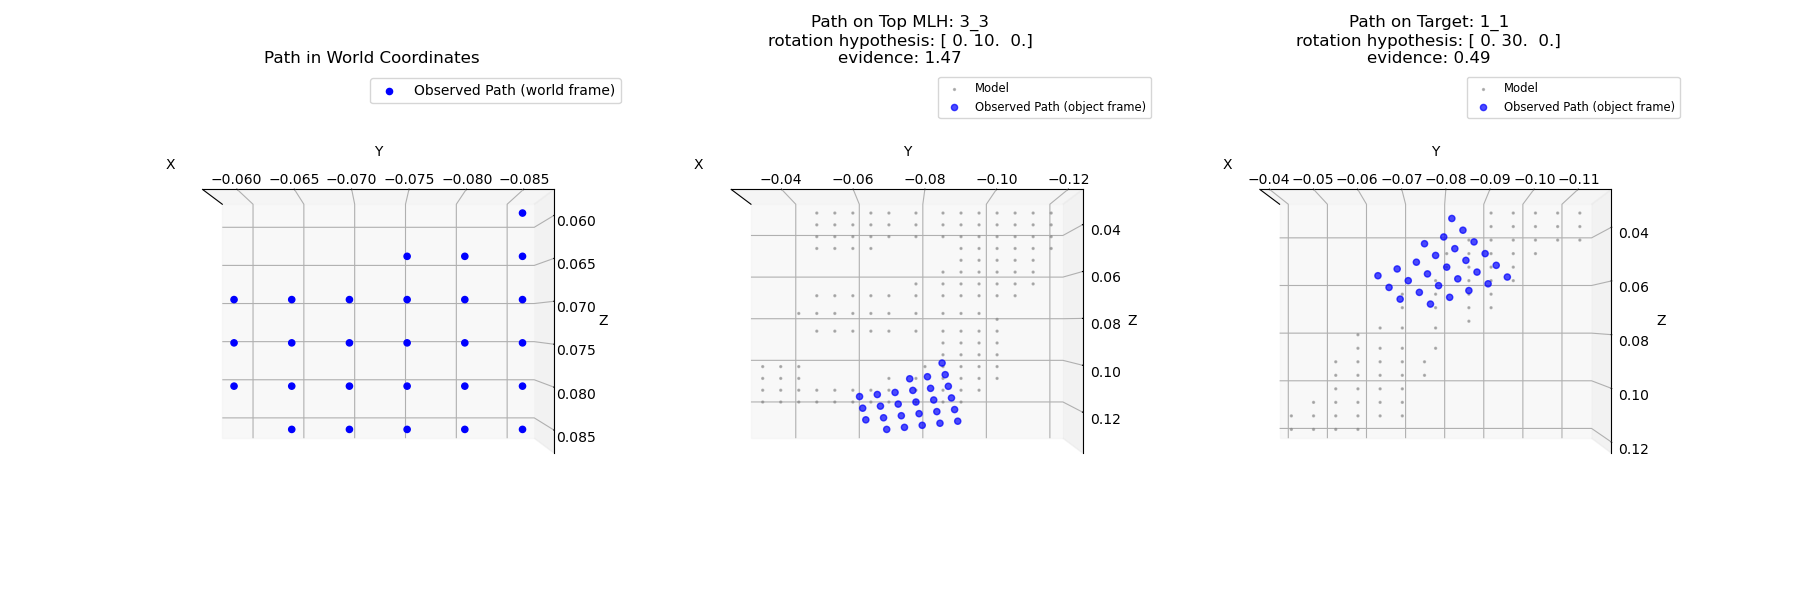 Path in World Coordinates
Observed Path (world frame)
X
Y
−0.060 −0.065 −0.070 −0.075 −0.080 −0.085
0.060
0.065
0.070
0.075
0.080
0.085
Z
Path on Top MLH: 3_3
rotation hypothesis: [ 0. 10.  0.]
evidence: 1.47
Model
Observed Path (object frame)
X
Y
−0.04 −0.06 −0.08 −0.10 −0.12
0.04
0.06
0.08
0.10
0.12
Z
Path on Target: 1_1
rotation hypothesis: [ 0. 30.  0.]
evidence: 0.49
Model
Observed Path (object frame)
X
Y
−0.04 −0.05 −0.06 −0.07 −0.08 −0.09 −0.10 −0.11
0.04
0.06
0.08
0.10
0.12
Z